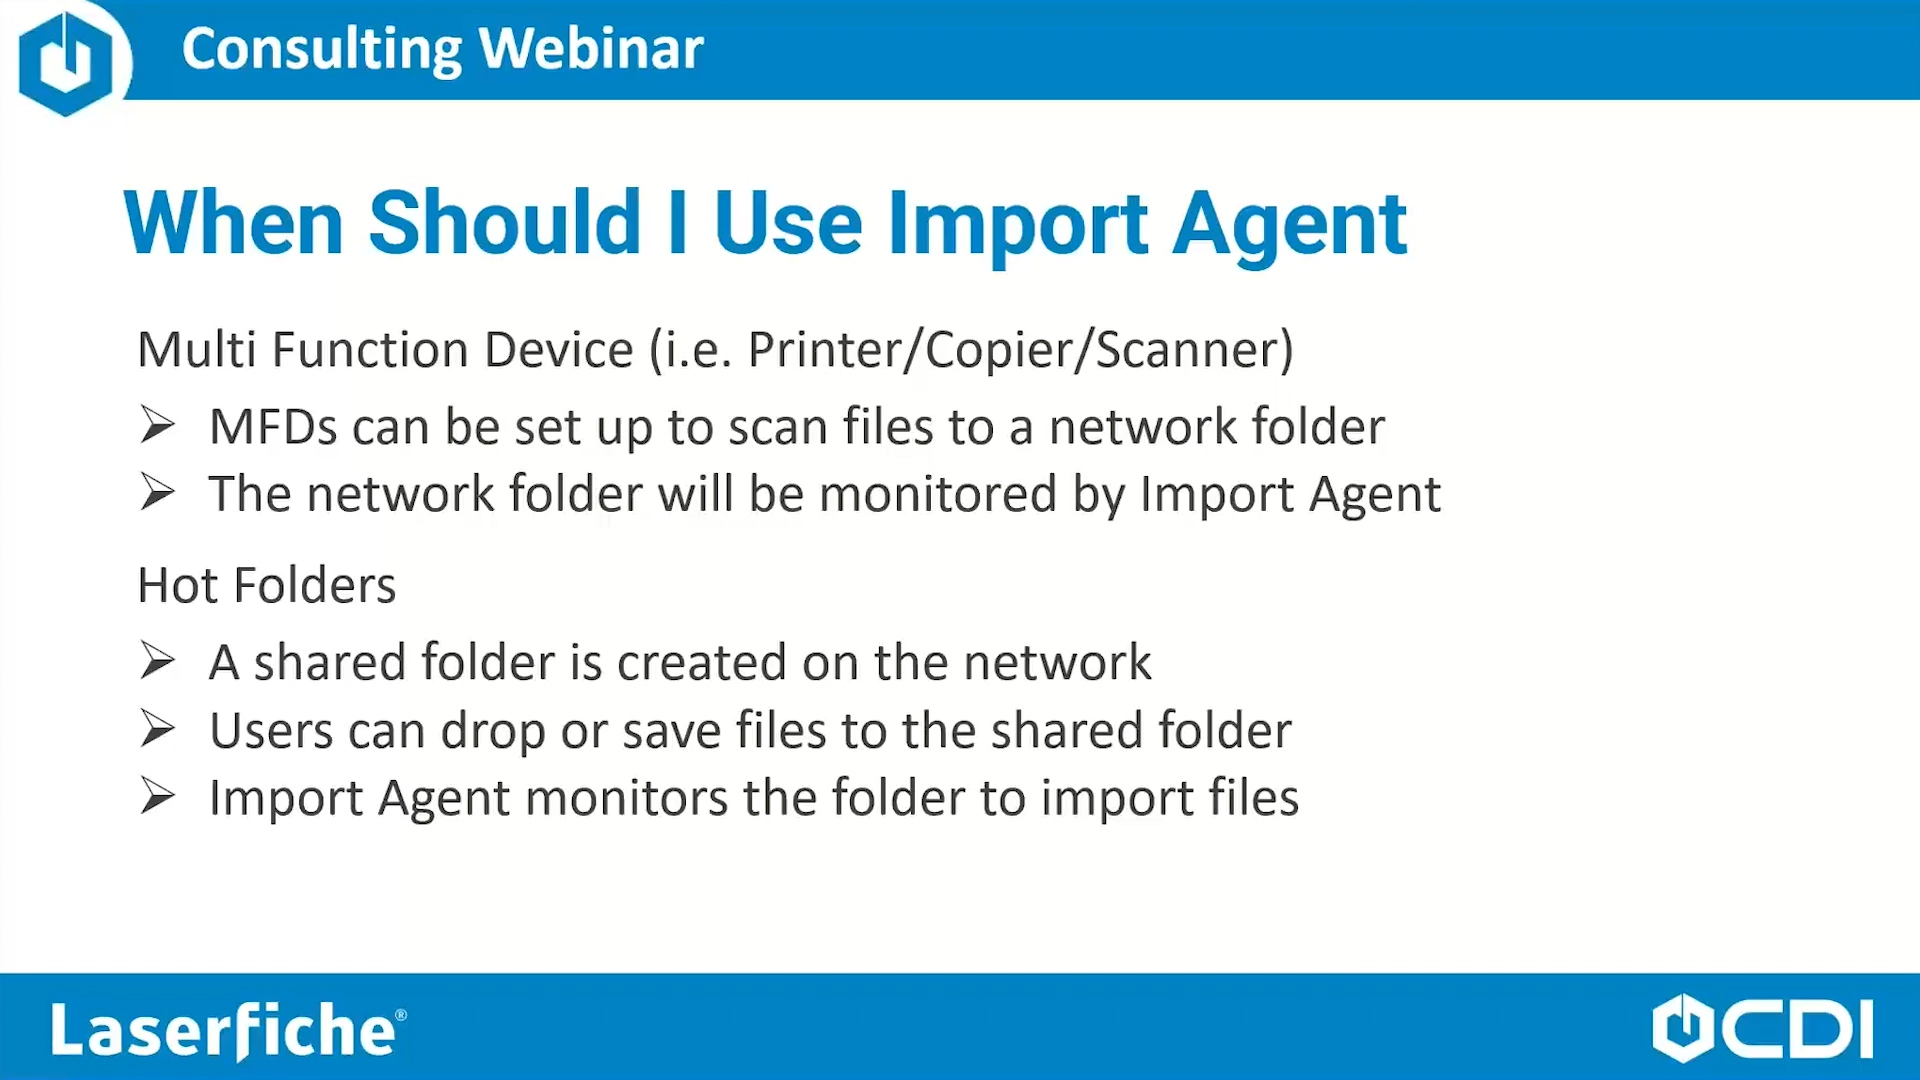 Consulting Webinar
When Should I Use Import Agent
Multi Function Device (i.e. Printer/Copier/Scanner)
➢ MFDs can be set up to scan files to a network folder
➢ The network folder will be monitored by Import Agent
Hot Folders
➢ A shared folder is created on the network
➢ Users can drop or save files to the shared folder
➢ Import Agent monitors the folder to import files
Laserfiche®
CDI